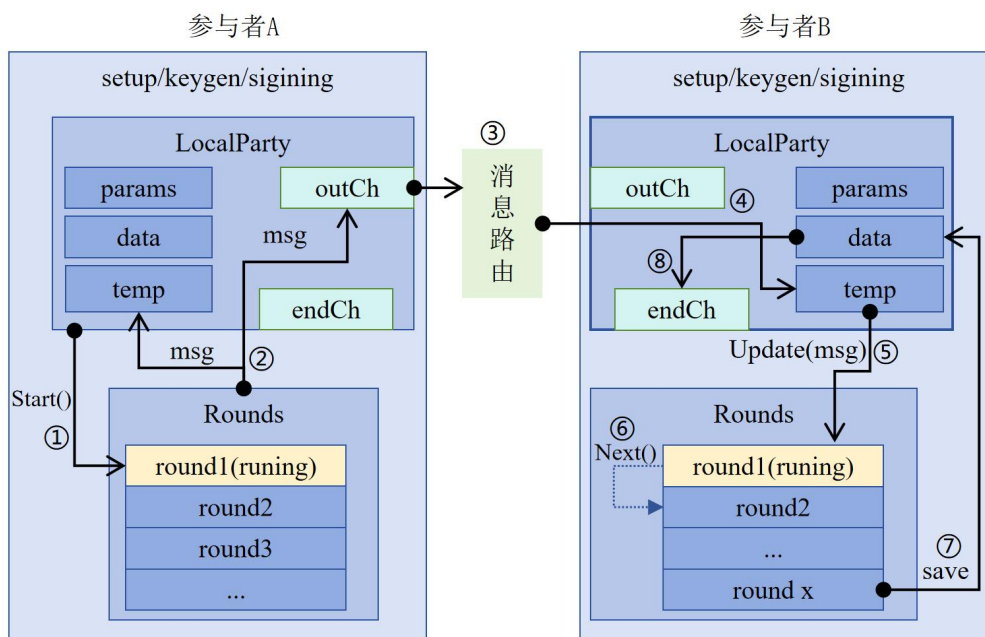 参与者A
setup/keygen/sigining
LocalParty
params
data
temp
outCh
msg
endCh
msg
②
Start()
①
Rounds
round1(runing)
round2
round3
...
③
消
息
路
由
参与者B
setup/keygen/sigining
LocalParty
outCh
④
params
data
temp
⑧
endCh
Update(msg)
⑤
Rounds
⑥
Next()
round1(runing)
round2
...
round x
⑦
save